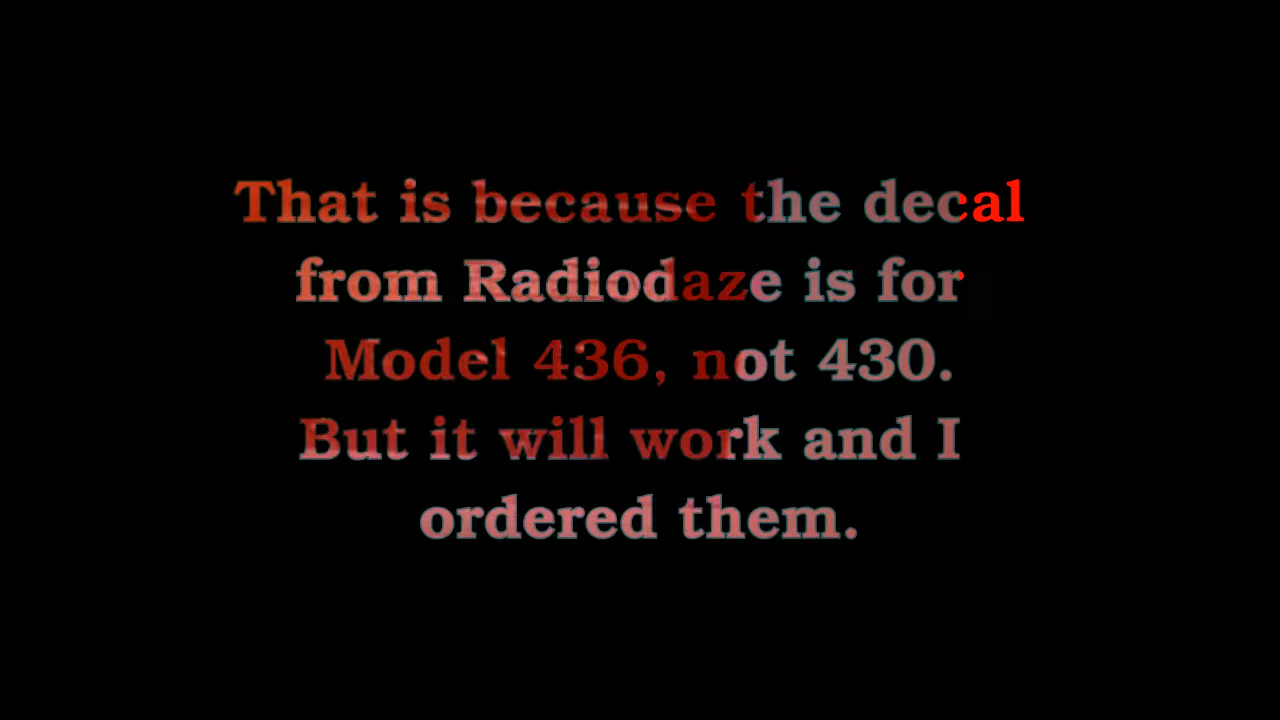 That is because the decal
from Radiodaze is for
Model 436, not 430.
But it will work and I
ordered them.